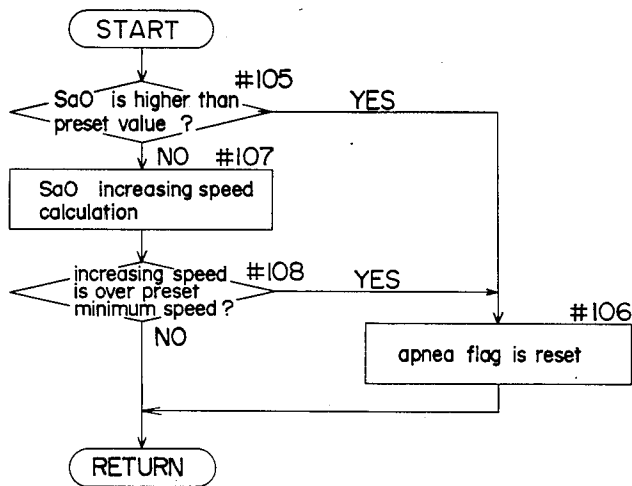 START
#105
SaO is higher than
preset value ?
YES
NO
#107
SaO increasing speed
calculation
#108
increasing speed
is over preset
minimum speed ?
YES
NO
#106
apnea flag is reset
RETURN